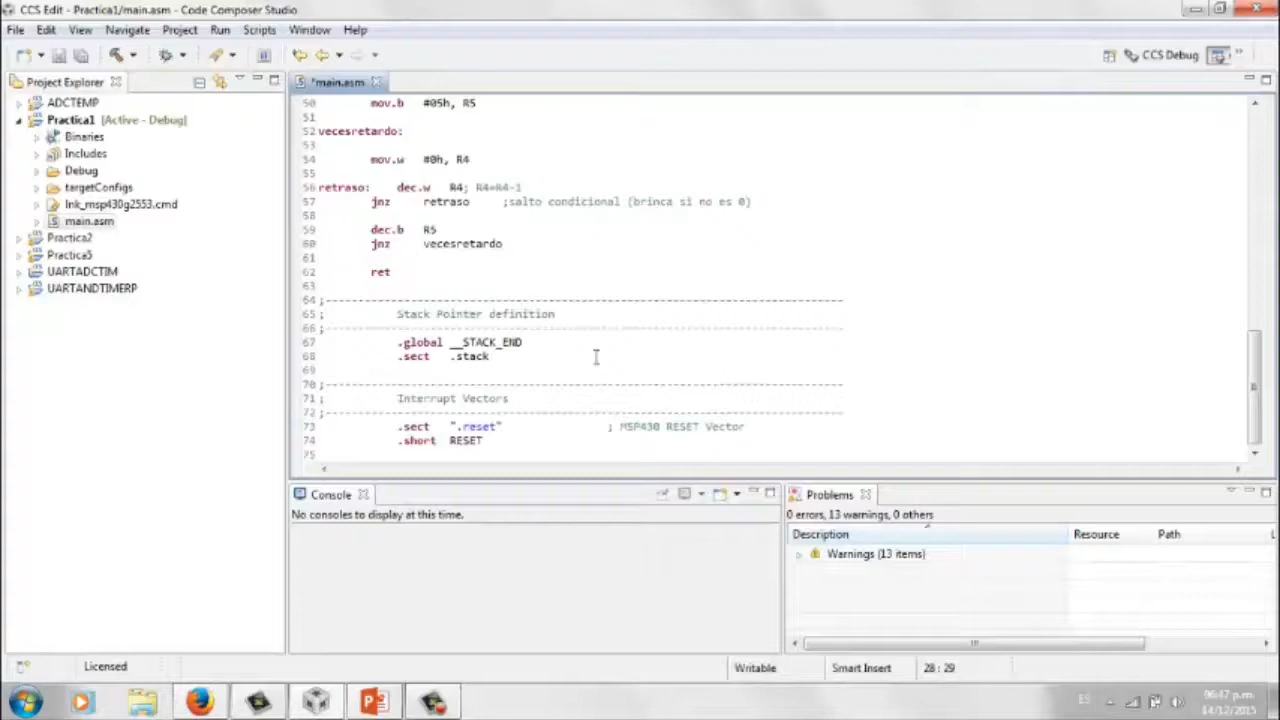 CCS Edit - Practica1/main.asm - Code Composer Studio
File Edit View Navigate Project Run Scripts Window Help
CCS Debug
Project Explorer
ADCTEMP
Practica1 [Active - Debug]
Binaries
Includes
Debug
targetConfigs
lnk_msp430g2553.cmd
main.asm
Practica2
Practica5
UARTADCTIM
UARTANDTIMERP
*main.asm
50 mov.b #05h, R5
51
52 vecesretardo:
53
54 mov.w #0h, R4
55
56 retraso: dec.w R4; R4=R4-1
57 jnz retraso ;salto condicional (brinca si no es 0)
58
59 dec.b R5
60 jnz vecesretardo
61
62 ret
63
64 ;-------------------------------------------------------------------------------
65 ; Stack Pointer definition
66 ;-------------------------------------------------------------------------------
67 .global __STACK_END
68 .sect .stack
69
70 ;-------------------------------------------------------------------------------
71 ; Interrupt Vectors
72 ;-------------------------------------------------------------------------------
73 .sect ".reset" ; MSP430 RESET Vector
74 .short RESET
75
Console
No consoles to display at this time.
Problems
0 errors, 13 warnings, 0 others
Description Resource Path L
Warnings (13 items)
Licensed Writable Smart Insert 28 : 29
ES
06:47 p.m.
14/12/2015